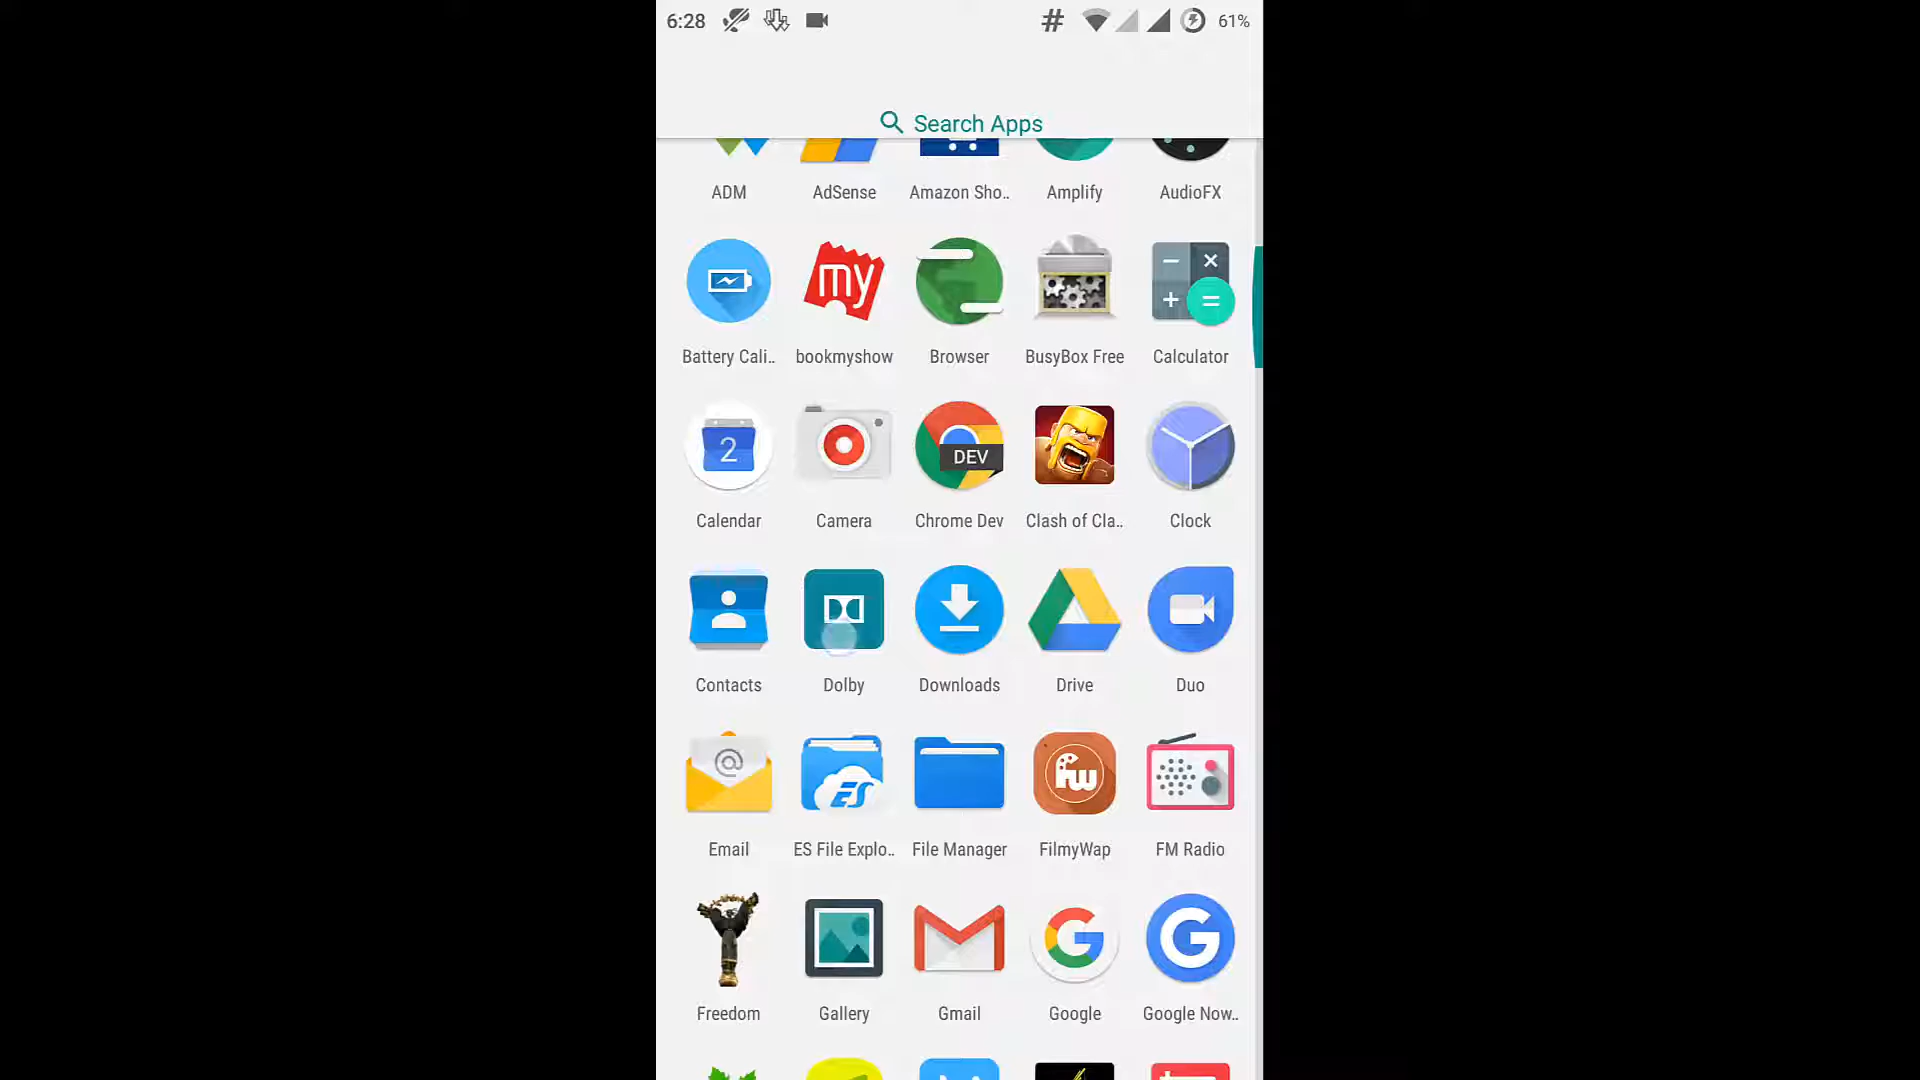 6:28 # 61%
Search Apps
ADM AdSense Amazon Sho.. Amplify AudioFX
my
Battery Cali.. bookmyshow Browser BusyBox Free Calculator
2 DEV
Calendar Camera Chrome Dev Clash of Cla.. Clock
Contacts Dolby Downloads Drive Duo
@ ES fw
Email ES File Explo.. File Manager FilmyWap FM Radio
G G
Freedom Gallery Gmail Google Google Now..